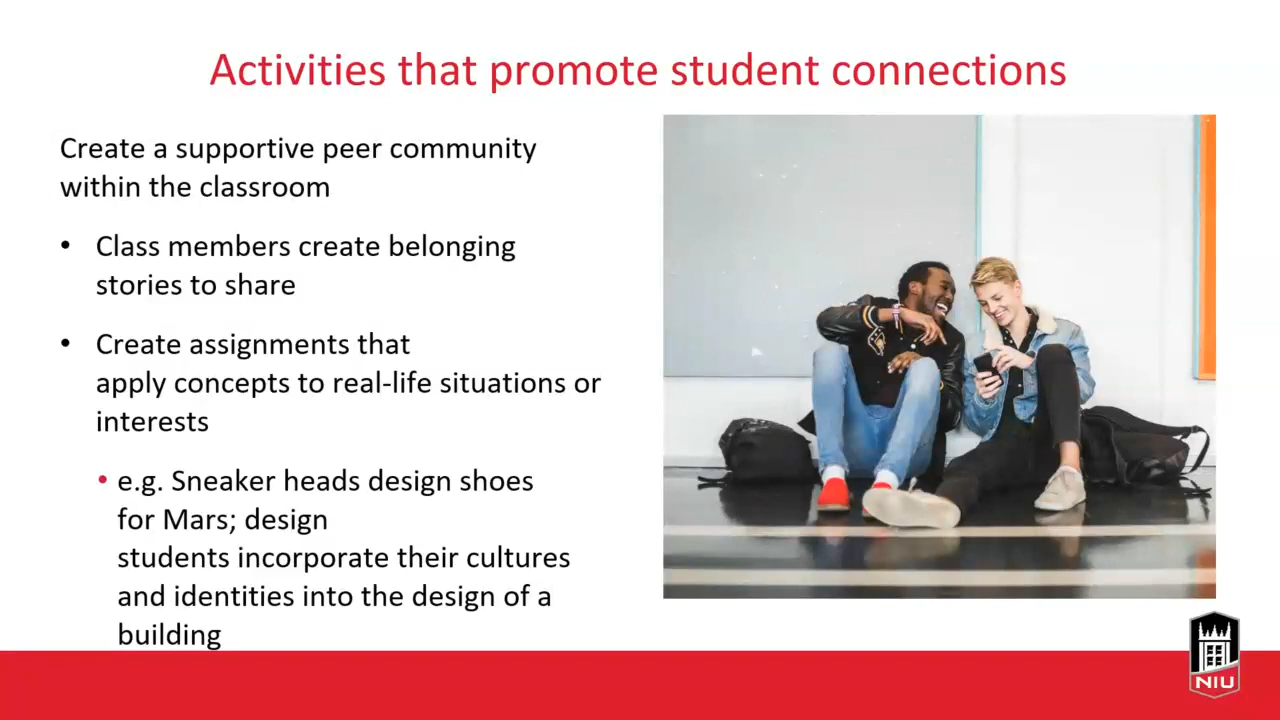 Activities that promote student connections
Create a supportive peer community
within the classroom
• Class members create belonging
stories to share
• Create assignments that
apply concepts to real-life situations or
interests
• e.g. Sneaker heads design shoes
for Mars; design
students incorporate their cultures
and identities into the design of a
building
NIU